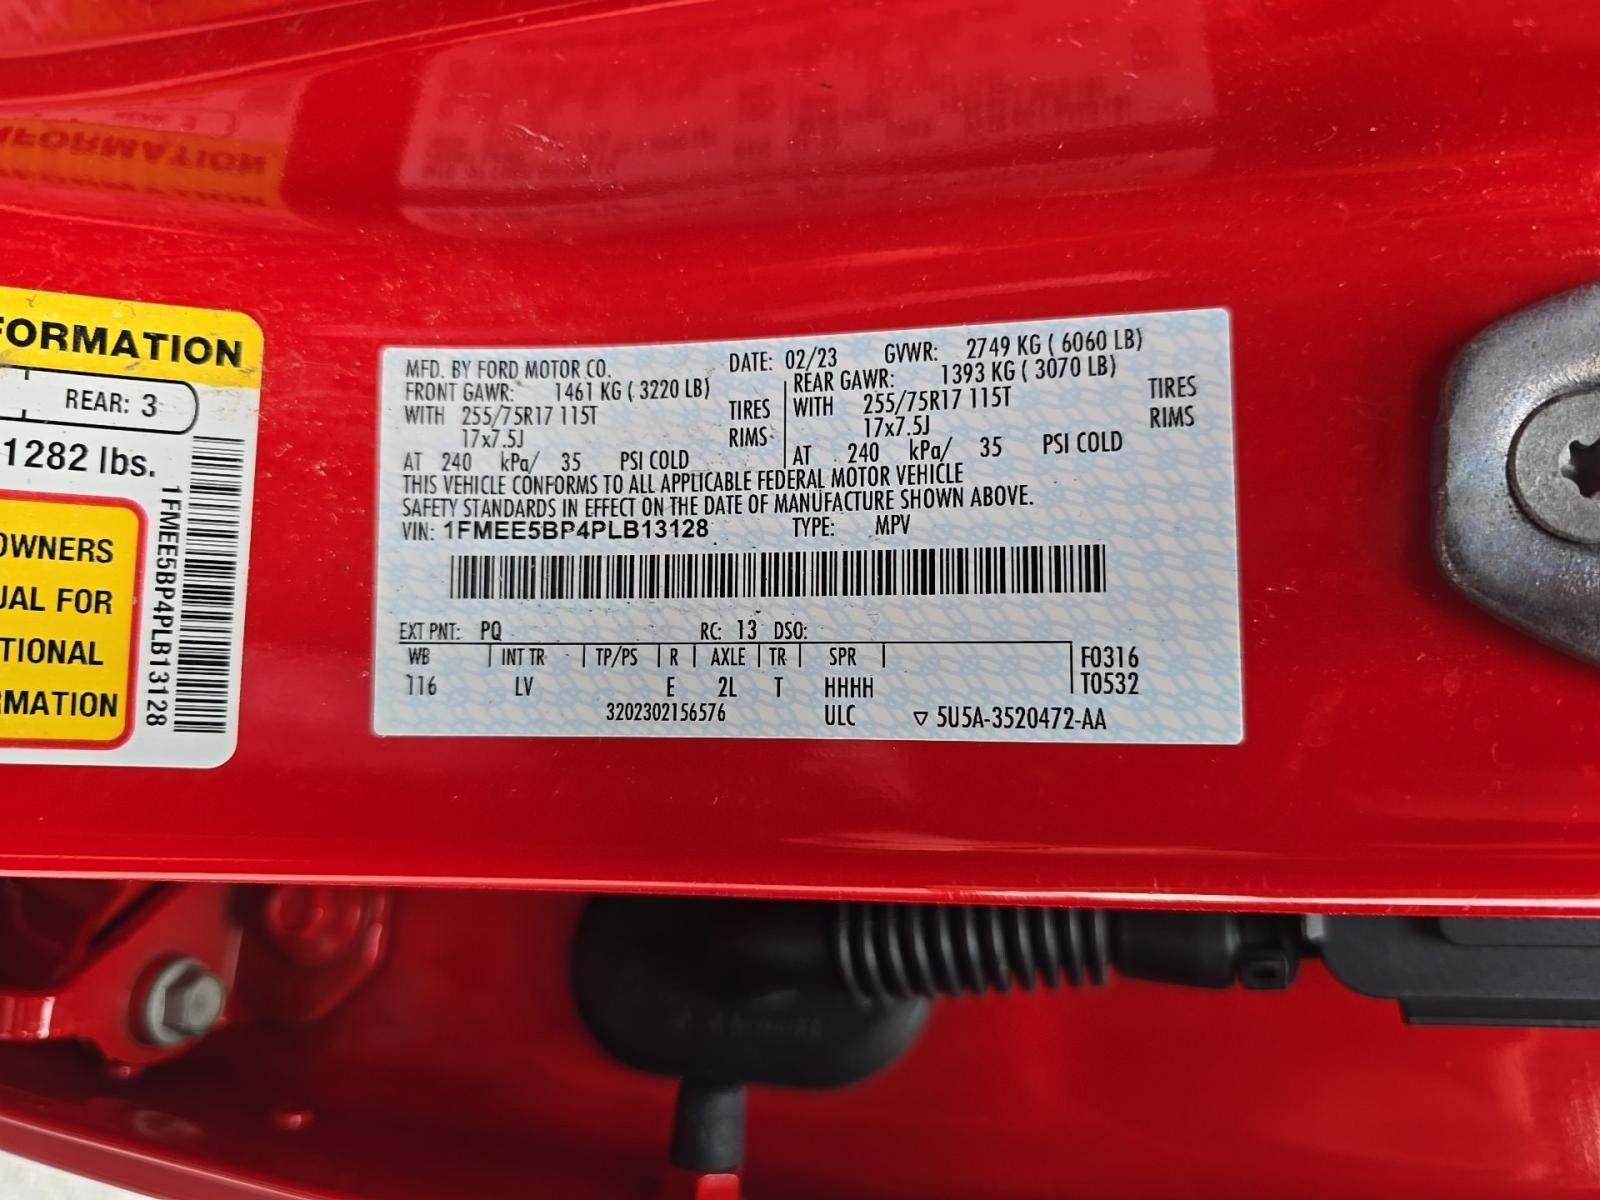 FORMATION
REAR: 3
1282 lbs.
OWNERS
UAL FOR
TIONAL
RMATION
1FMEE5BP4PLB13128
MFD. BY FORD MOTOR CO. DATE: 02/23 GVWR: 2749 KG ( 6060 LB)
FRONT GAWR: 1461 KG ( 3220 LB) REAR GAWR: 1393 KG ( 3070 LB)
WITH 255/75R17 115T TIRES WITH 255/75R17 115T TIRES
17x7.5J RIMS 17x7.5J RIMS
AT 240 kPa/ 35 PSI COLD AT 240 kPa/ 35 PSI COLD
THIS VEHICLE CONFORMS TO ALL APPLICABLE FEDERAL MOTOR VEHICLE
SAFETY STANDARDS IN EFFECT ON THE DATE OF MANUFACTURE SHOWN ABOVE.
VIN: 1FMEE5BP4PLB13128 TYPE: MPV
EXT PNT: PQ RC: 13 DSO:
WB INT TR TP/PS R AXLE TR SPR F0316
116 LV E 2L T HHHH T0532
3202302156576 ULC ▽ 5U5A-3520472-AA